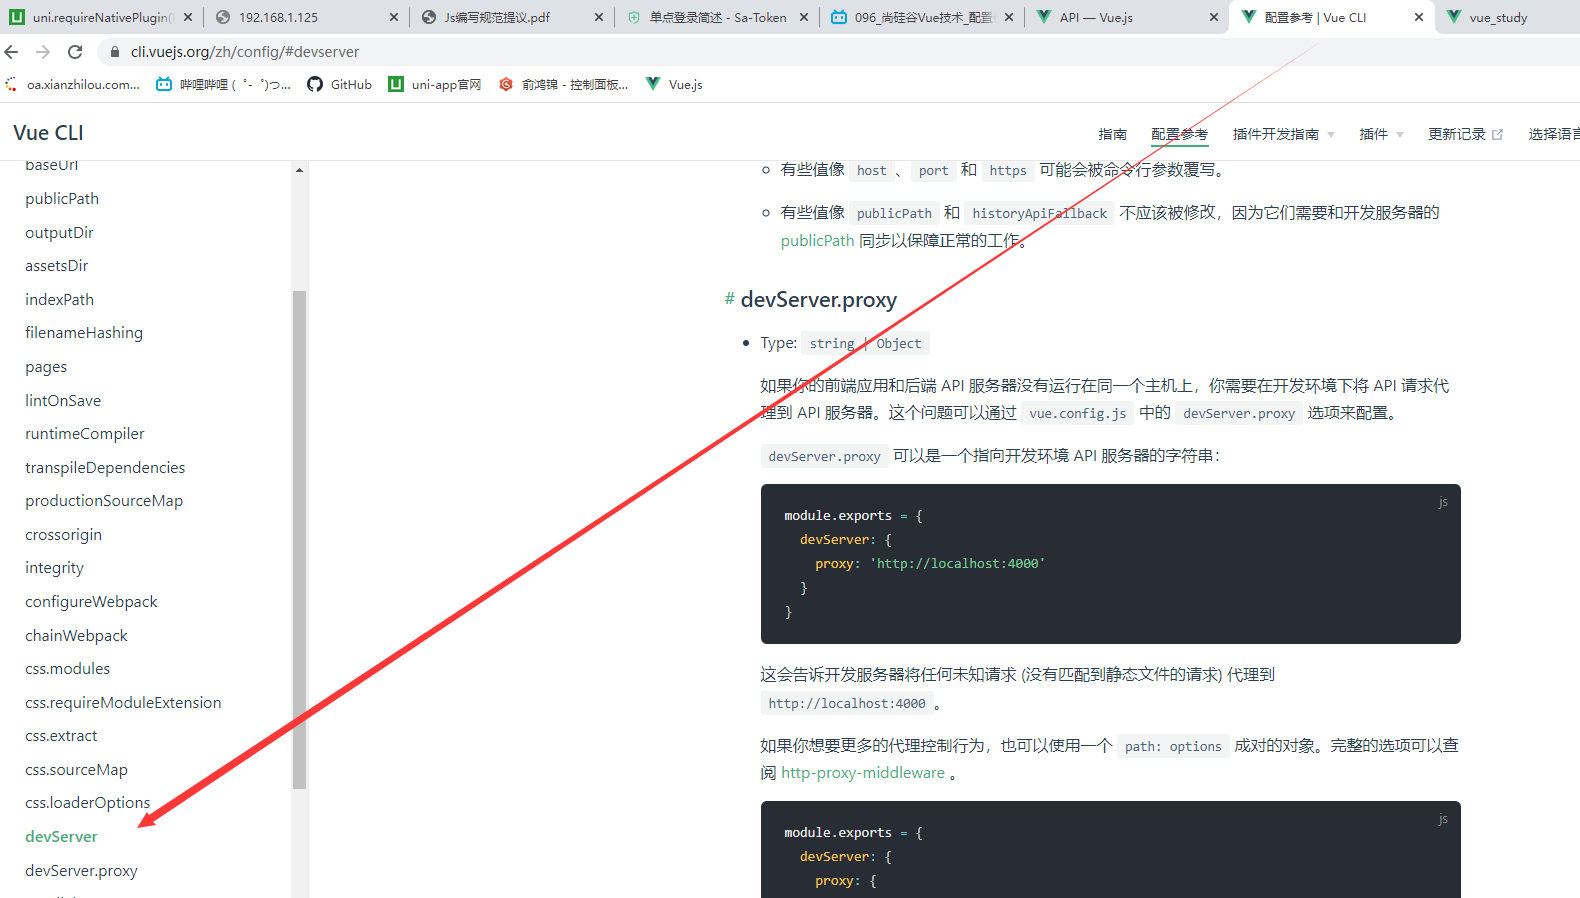 uni.requireNativePlugin(
192.168.1.125
Js编写规范提议.pdf
单点登录简述 - Sa-Token
096_尚硅谷Vue技术_配置
API — Vue.js
配置参考 | Vue CLI
vue_study
cli.vuejs.org/zh/config/#devserver
oa.xianzhilou.com...
哔哩哔哩 ( ゜- ゜)つ...
GitHub
uni-app官网
俞鸿锦 - 控制面板...
Vue.js
Vue CLI
指南
配置参考
插件开发指南
插件
更新记录
选择语言
baseUrl
publicPath
outputDir
assetsDir
indexPath
filenameHashing
pages
lintOnSave
runtimeCompiler
transpileDependencies
productionSourceMap
crossorigin
integrity
configureWebpack
chainWebpack
css.modules
css.requireModuleExtension
css.extract
css.sourceMap
css.loaderOptions
devServer
devServer.proxy
有些值像 host 、 port 和 https 可能会被命令行参数覆写。
有些值像 publicPath 和 historyApiFallback 不应该被修改，因为它们需要和开发服务器的
publicPath 同步以保障正常的工作。
# devServer.proxy
Type: string | Object
如果你的前端应用和后端 API 服务器没有运行在同一个主机上，你需要在开发环境下将 API 请求代
理到 API 服务器。这个问题可以通过 vue.config.js 中的 devServer.proxy 选项来配置。
devServer.proxy 可以是一个指向开发环境 API 服务器的字符串：
js
module.exports = {
devServer: {
proxy: 'http://localhost:4000'
}
}
这会告诉开发服务器将任何未知请求 (没有匹配到静态文件的请求) 代理到
http://localhost:4000 。
如果你想要更多的代理控制行为，也可以使用一个 path: options 成对的对象。完整的选项可以查
阅 http-proxy-middleware 。
js
module.exports = {
devServer: {
proxy: {